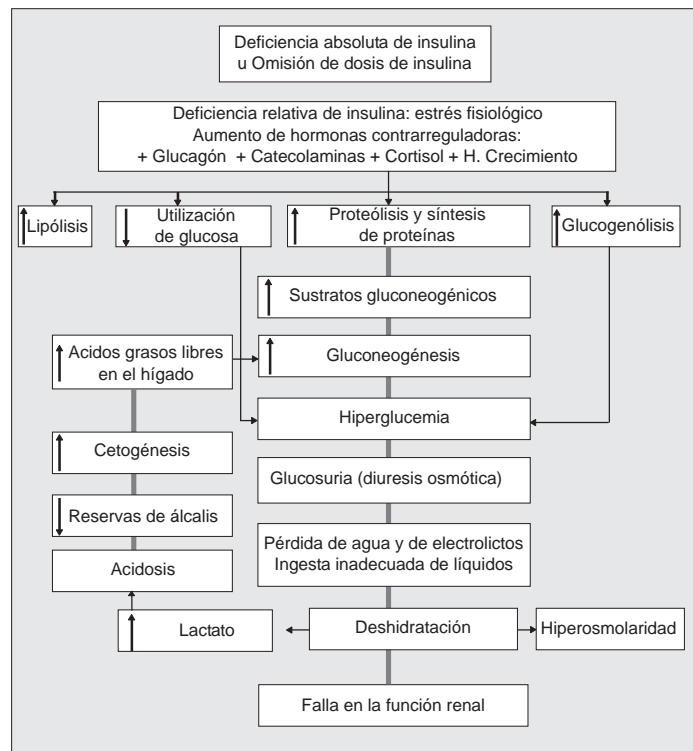 Deficiencia absoluta de insulina
u Omisión de dosis de insulina
Deficiencia relativa de insulina: estrés fisiológico
Aumento de hormonas contrarreguladoras:
+ Glucagón + Catecolaminas + Cortisol + H. Crecimiento
Lipólisis
Utilización
de glucosa
Proteólisis y síntesis
de proteínas
Glucogenólisis
Sustratos gluconeogénicos
Acidos grasos libres
en el hígado
Gluconeogénesis
Hiperglucemia
Cetogénesis
Glucosuria (diuresis osmótica)
Reservas de álcalis
Pérdida de agua y de electrolictos
Ingesta inadecuada de líquidos
Acidosis
Lactato
Deshidratación
Hiperosmolaridad
Falla en la función renal